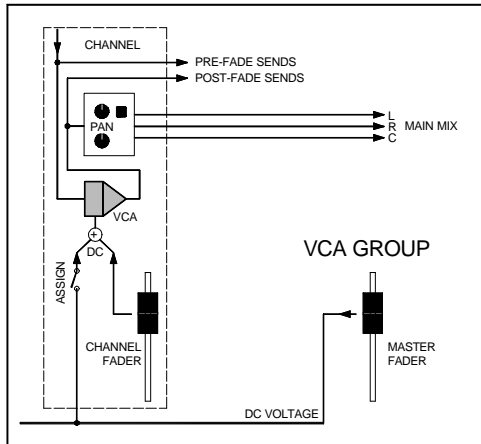 CHANNEL
PRE-FADE SENDS
POST-FADE SENDS
PAN
L
R
C
MAIN MIX
VCA
+
DC
ASSIGN
VCA GROUP
CHANNEL
FADER
MASTER
FADER
DC VOLTAGE